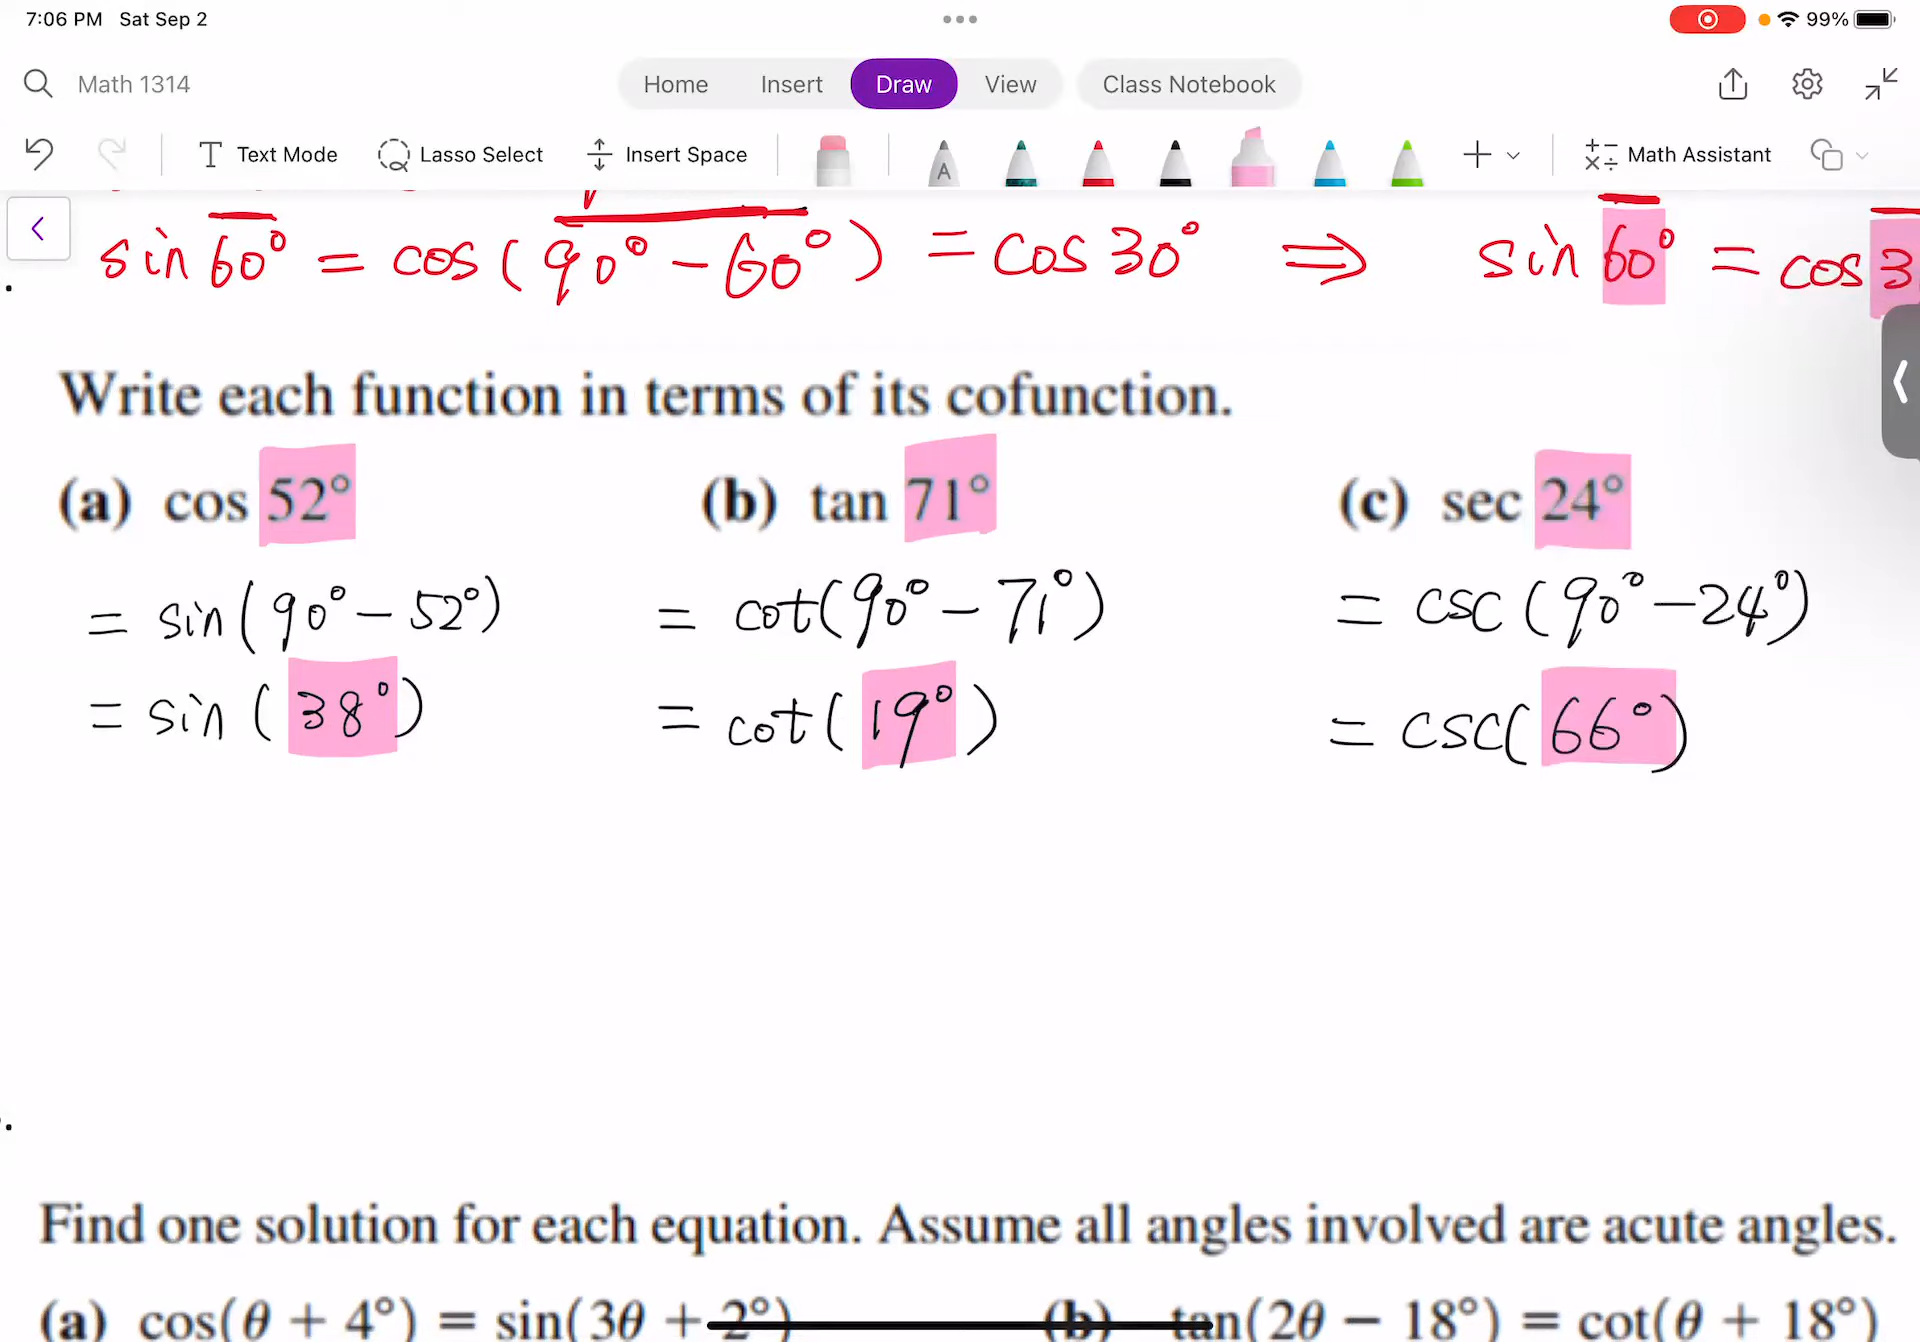 7:06 PM Sat Sep 2 99%
Math 1314 Home Insert Draw View Class Notebook
Text Mode Lasso Select Insert Space A Math Assistant
sin 60° = cos(90° − 60°) = cos 30° ⇒ sin 60° = cos 3
Write each function in terms of its cofunction.
(a) cos 52° (b) tan 71° (c) sec 24°
= sin(90° − 52°) = cot(90° − 71°) = csc(90° − 24°)
= sin(38°) = cot(19°) = csc(66°)
Find one solution for each equation. Assume all angles involved are acute angles.
(a) cos(θ + 4°) = sin(3θ + 2°) (b) tan(2θ − 18°) = cot(θ + 18°)